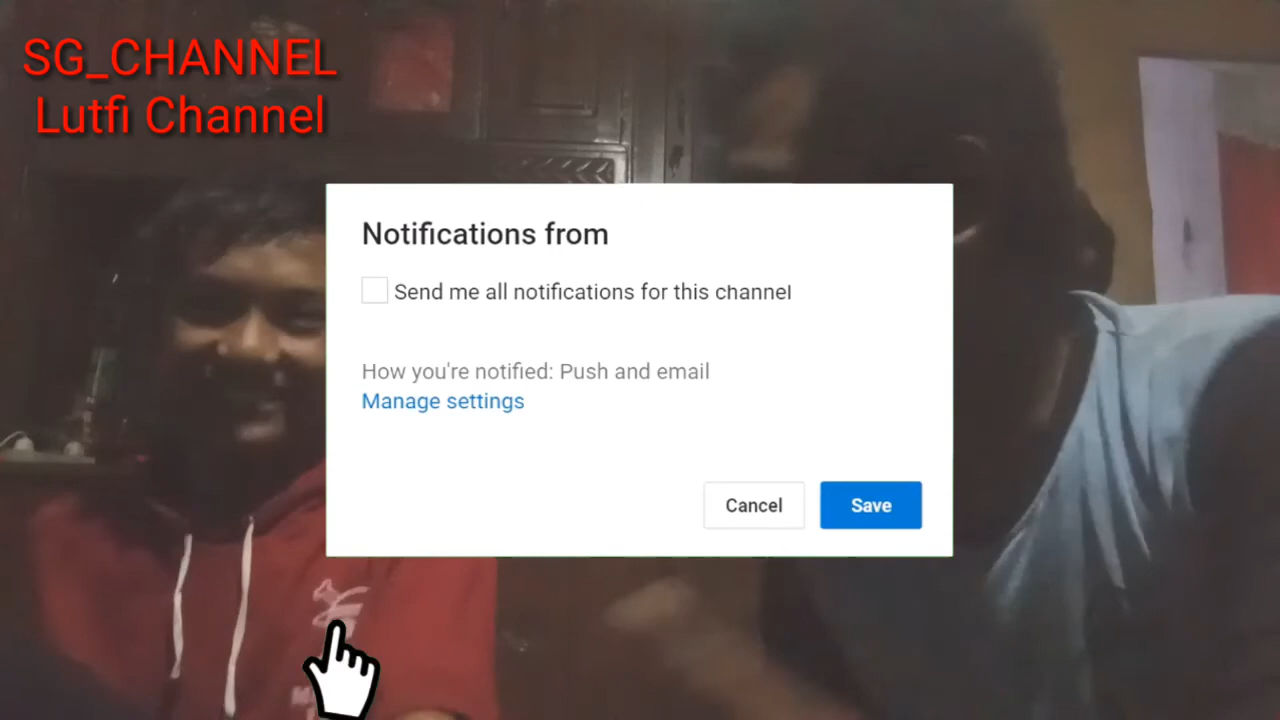 SG_CHANNEL
Lutfi Channel
Notifications from
Send me all notifications for this channel
How you're notified: Push and email
Manage settings
Cancel
Save